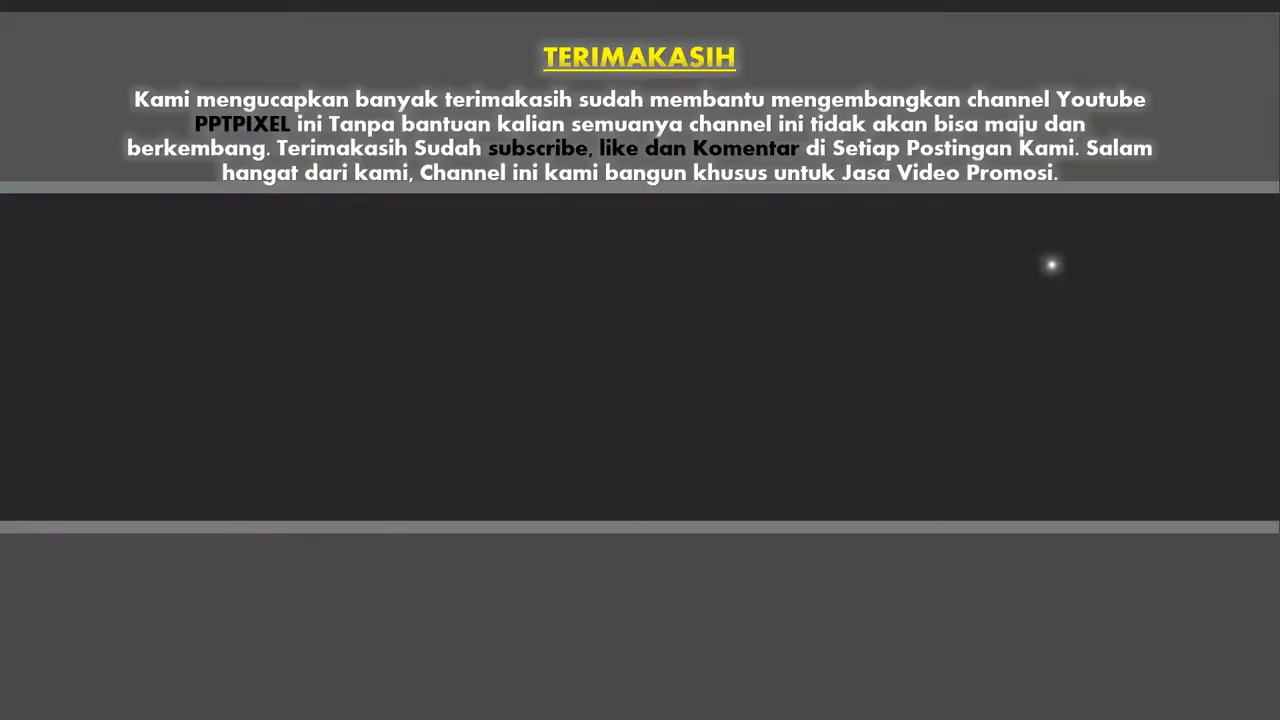 TERIMAKASIH
Kami mengucapkan banyak terimakasih sudah membantu mengembangkan channel Youtube
PPTPIXEL ini Tanpa bantuan kalian semuanya channel ini tidak akan bisa maju dan
berkembang. Terimakasih Sudah subscribe, like dan Komentar di Setiap Postingan Kami. Salam
hangat dari kami, Channel ini kami bangun khusus untuk Jasa Video Promosi.